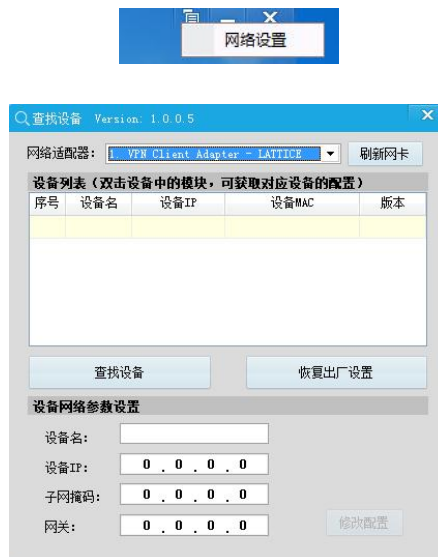 网络设置
查找设备 Version: 1.0.0.5
网络适配器: 1. VPN Client Adapter - LATTICE 刷新网卡
设备列表(双击设备中的模块,可获取对应设备的配置)
序号 设备名 设备IP 设备MAC 版本
查找设备 恢复出厂设置
设备网络参数设置
设备名:
设备IP: 0 . 0 . 0 . 0
子网掩码: 0 . 0 . 0 . 0
网关: 0 . 0 . 0 . 0
修改配置